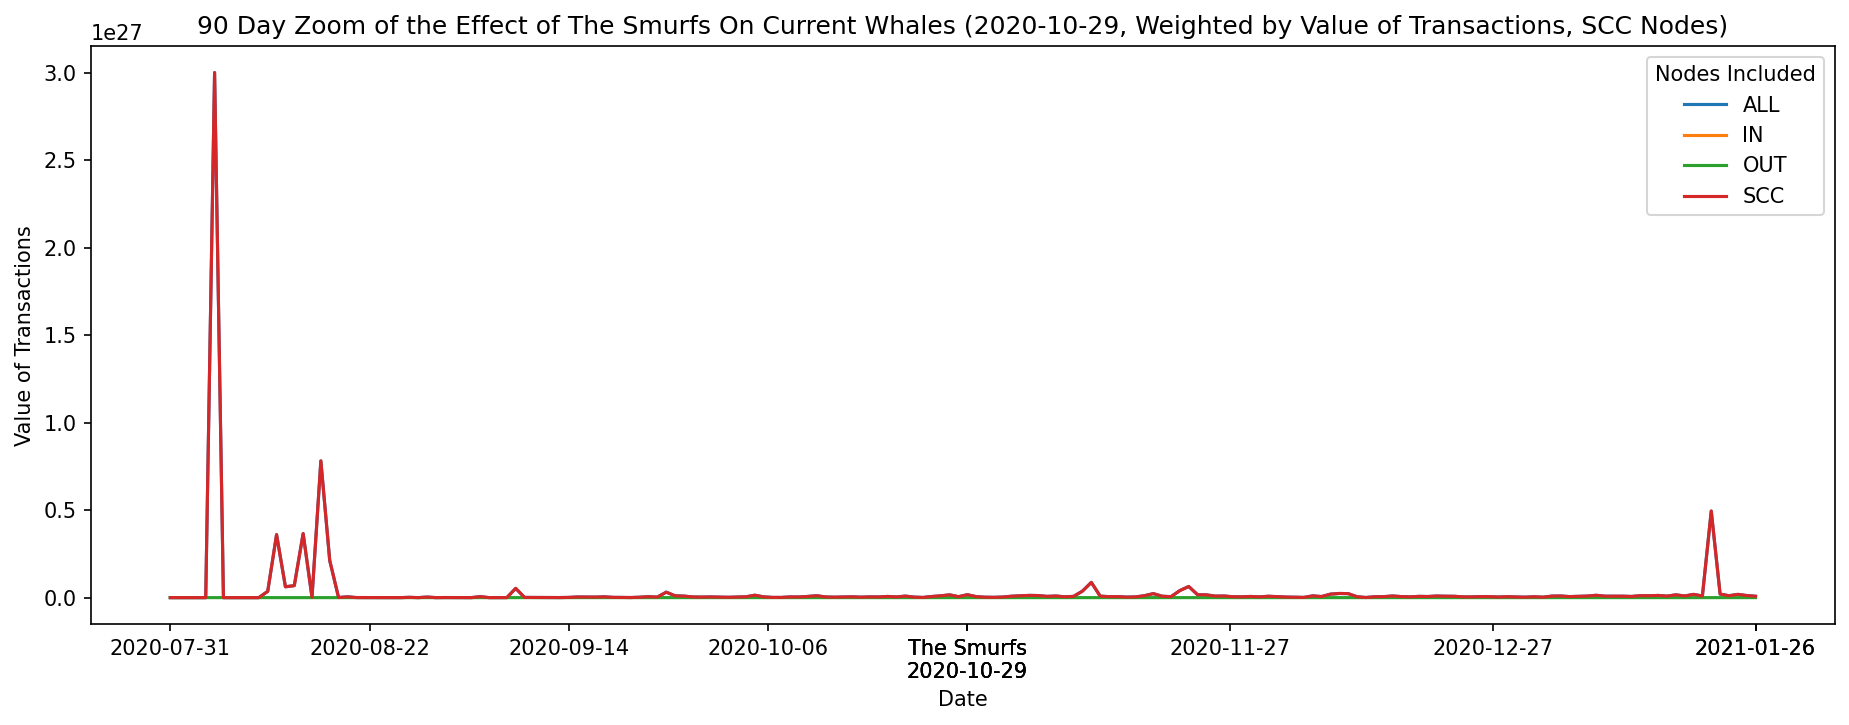 90 Day Zoom of the Effect of The Smurfs On Current Whales (2020-10-29, Weighted by Value of Transactions, SCC Nodes)
1e27
3.0
2.5
2.0
1.5
1.0
0.5
0.0
Value of Transactions
Nodes Included
ALL
IN
OUT
SCC
2020-07-31 2020-08-22 2020-09-14 2020-10-06 The Smurfs 2020-11-27 2020-12-27 2021-01-26
2020-10-29
Date